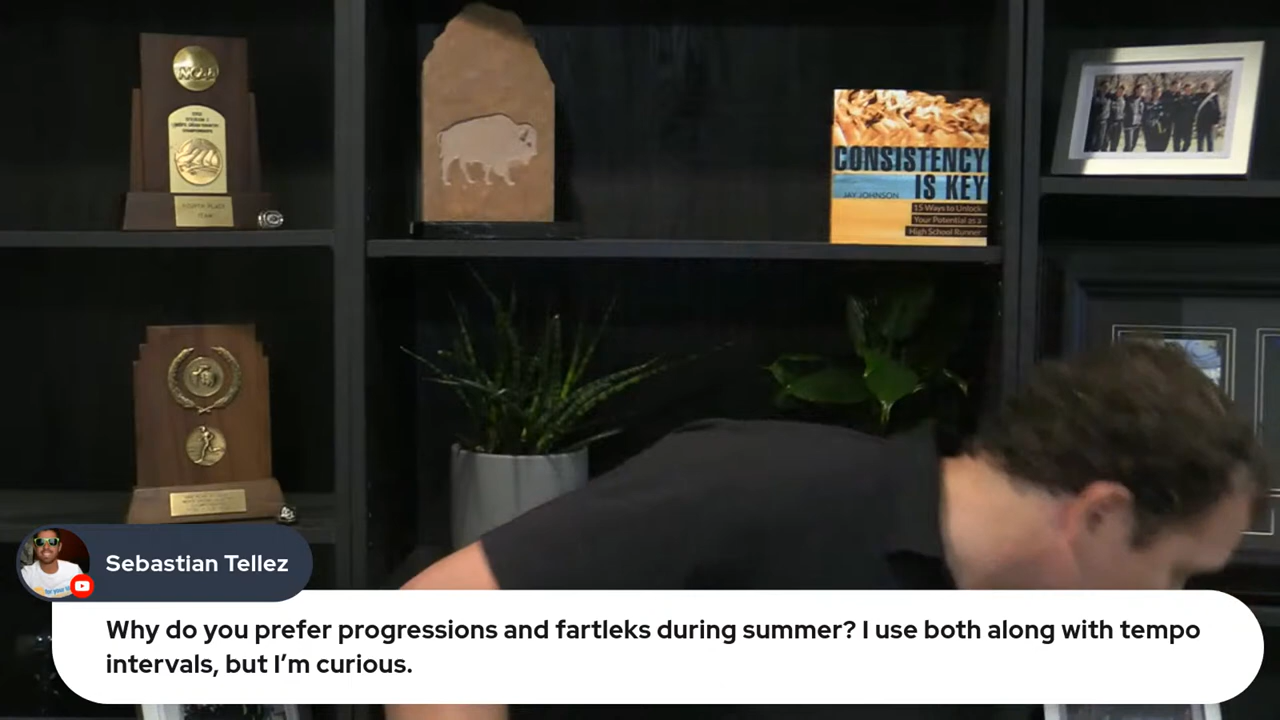 NCAA
CONSISTENCY
IS KEY
JAY JOHNSON
15 Ways to Unlock
Your Potential as a
High School Runner
Sebastian Tellez
Why do you prefer progressions and fartleks during summer? I use both along with tempo
intervals, but I'm curious.